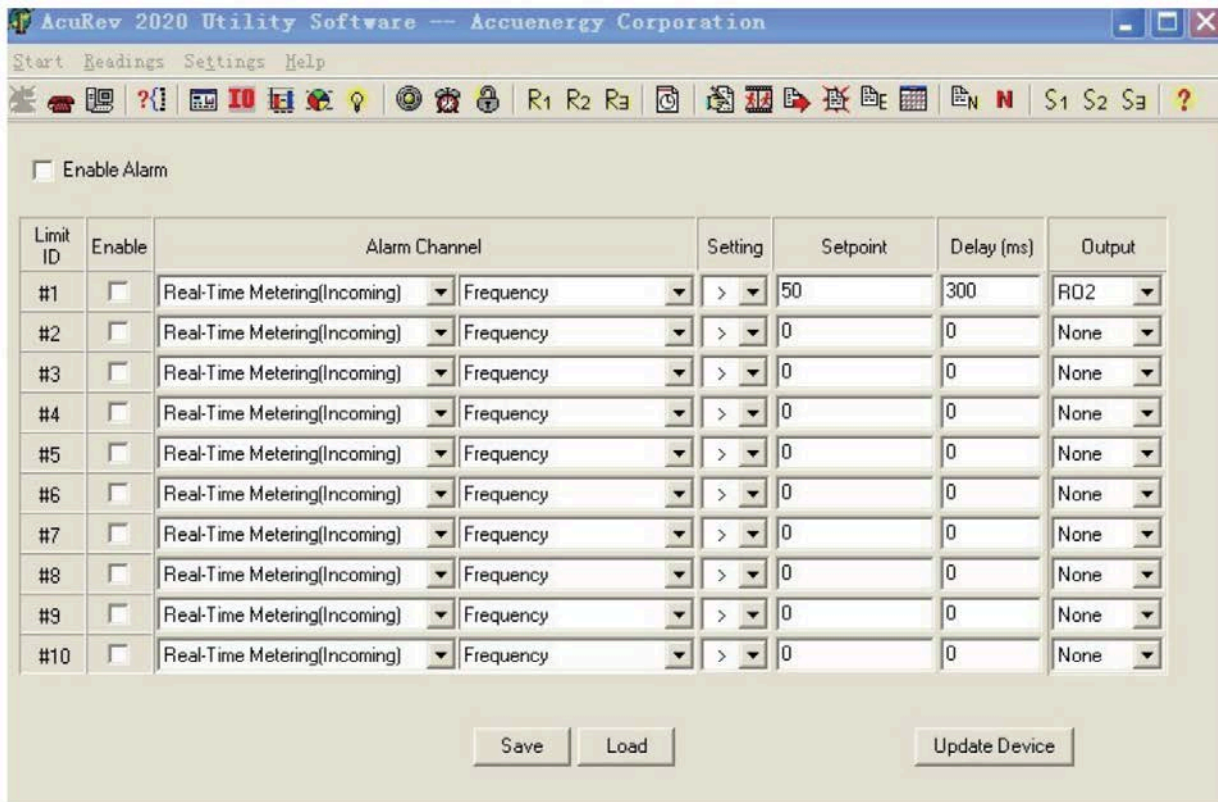 AcuRev 2020 Utility Software -- Accuenergy Corporation
Start Readings Settings Help
?{} IO R1 R2 R3 E N N S1 S2 S3 ?
Enable Alarm
Limit ID Enable Alarm Channel Setting Setpoint Delay (ms) Output
#1 Real-Time Metering(Incoming) Frequency > 50 300 RO2
#2 Real-Time Metering(Incoming) Frequency > 0 0 None
#3 Real-Time Metering(Incoming) Frequency > 0 0 None
#4 Real-Time Metering(Incoming) Frequency > 0 0 None
#5 Real-Time Metering(Incoming) Frequency > 0 0 None
#6 Real-Time Metering(Incoming) Frequency > 0 0 None
#7 Real-Time Metering(Incoming) Frequency > 0 0 None
#8 Real-Time Metering(Incoming) Frequency > 0 0 None
#9 Real-Time Metering(Incoming) Frequency > 0 0 None
#10 Real-Time Metering(Incoming) Frequency > 0 0 None
Save Load Update Device